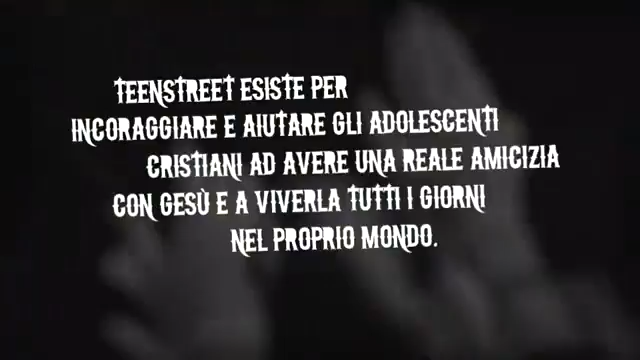 TEENSTREET ESISTE PER
INCORAGGIARE E AIUTARE GLI ADOLESCENTI
CRISTIANI AD AVERE UNA REALE AMICIZIA
CON GESÙ E A VIVERLA TUTTI I GIORNI
NEL PROPRIO MONDO.